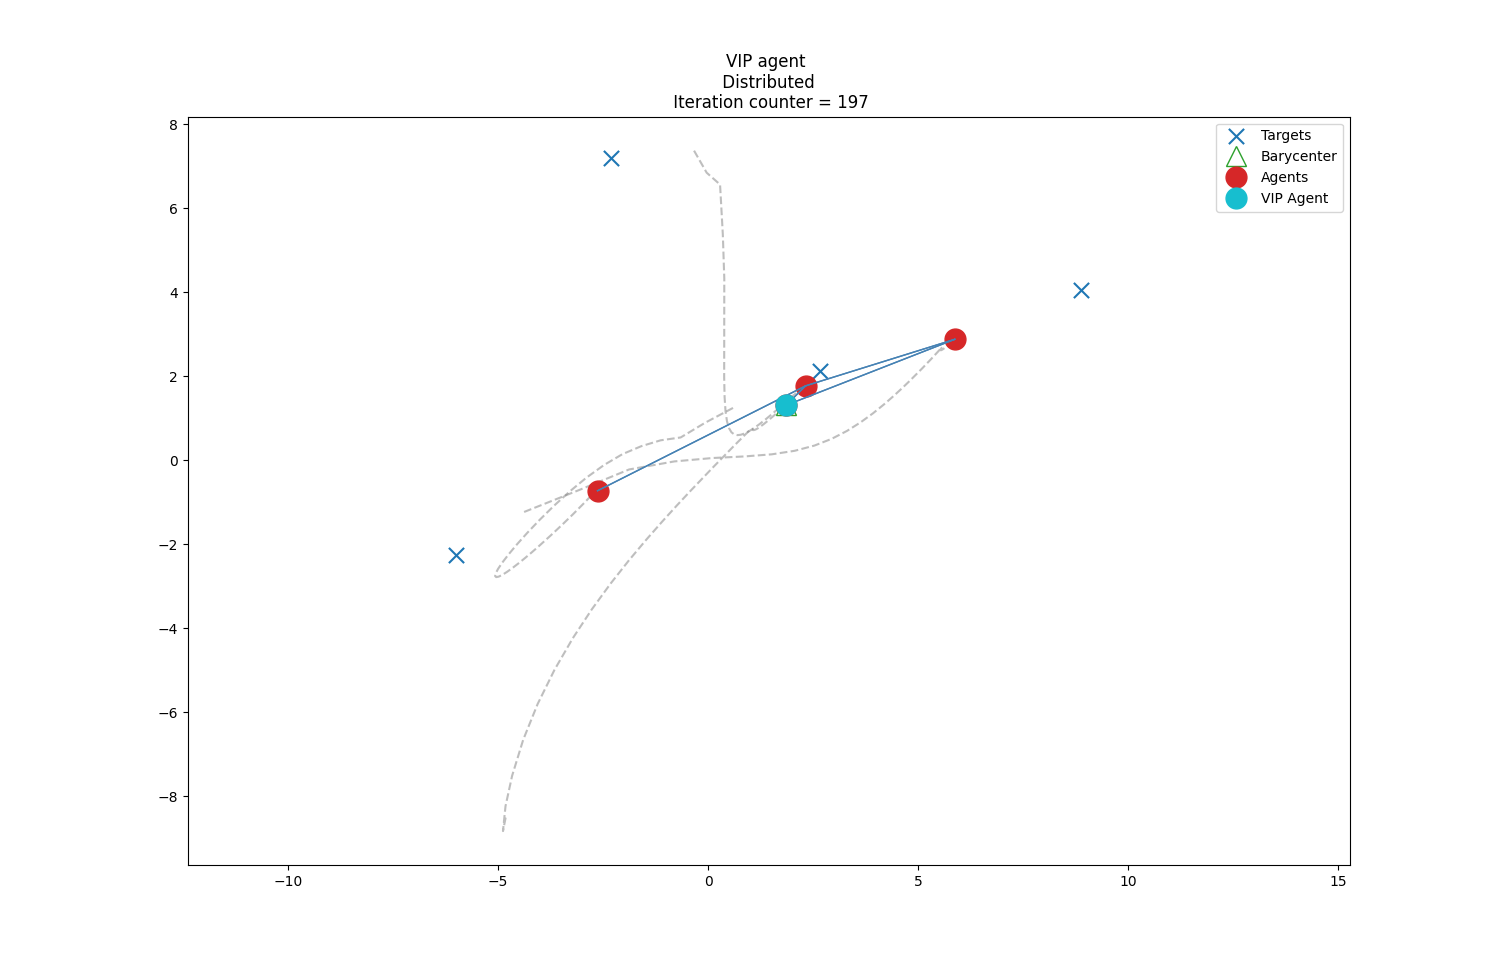 VIP agent
Distributed
Iteration counter = 197
Targets
Barycenter
Agents
VIP Agent
8
6
4
2
0
−2
−4
−6
−8
−10
−5
0
5
10
15